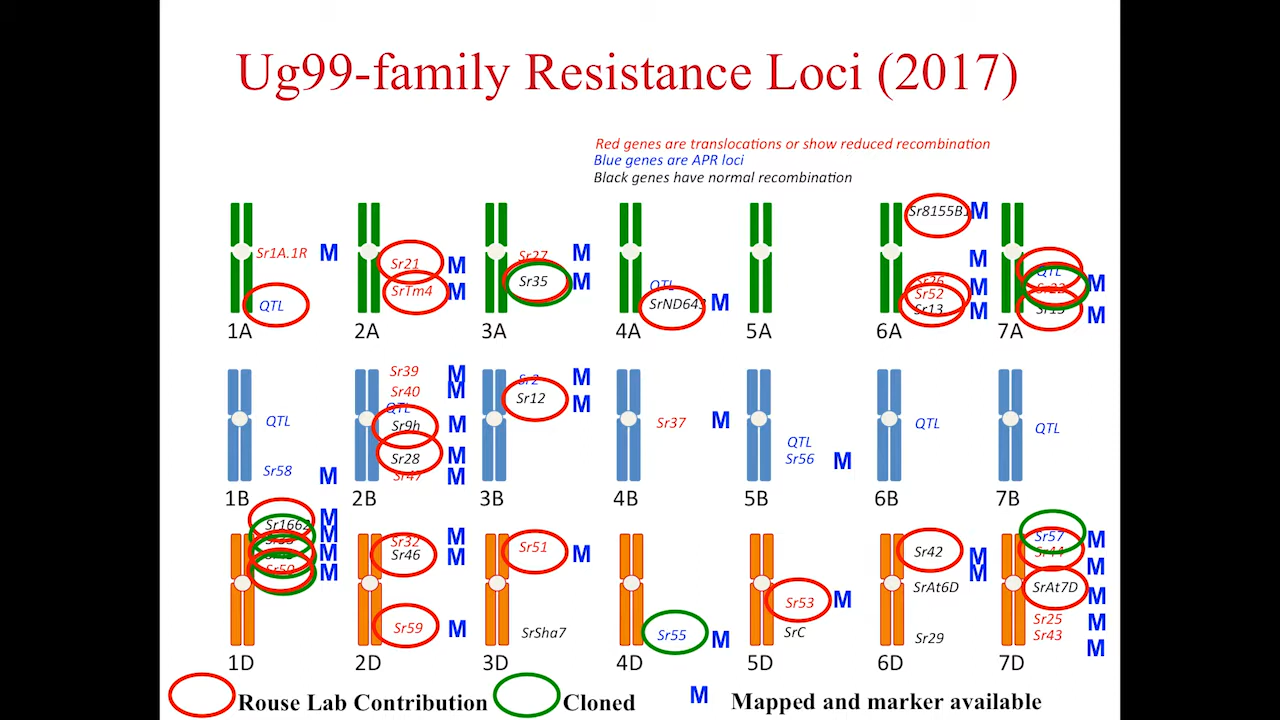 Ug99-family Resistance Loci (2017)
Red genes are translocations or show reduced recombination
Blue genes are APR loci
Black genes have normal recombination
Sr1A.1R M
QTL
1A
Sr21 M
SrTm4 M
2A
Sr27 M
Sr35 M
3A
QTL
SrND643 M
4A
5A
Sr8155B1 M
M
Sr26 M
Sr52
Sr13 M
6A
QTL M
Sr22
Sr15 M
7A
QTL
Sr58 M
1B
Sr39 M
Sr40 M
QTL
Sr9h M
Sr28 M
Sr47 M
2B
Sr2 M
Sr12 M
3B
Sr37 M
4B
QTL
Sr56 M
5B
QTL
6B
QTL
7B
Sr1662 M
M
M
Sr50 M
1D
Sr32 M
Sr46 M
Sr59 M
2D
Sr51 M
SrSha7
3D
Sr55 M
4D
Sr53 M
SrC
5D
Sr42 M
M
SrAt6D
Sr29
6D
Sr57 M
Sr44 M
SrAt7D M
Sr25 M
Sr43 M
7D
Rouse Lab Contribution
Cloned
M Mapped and marker available